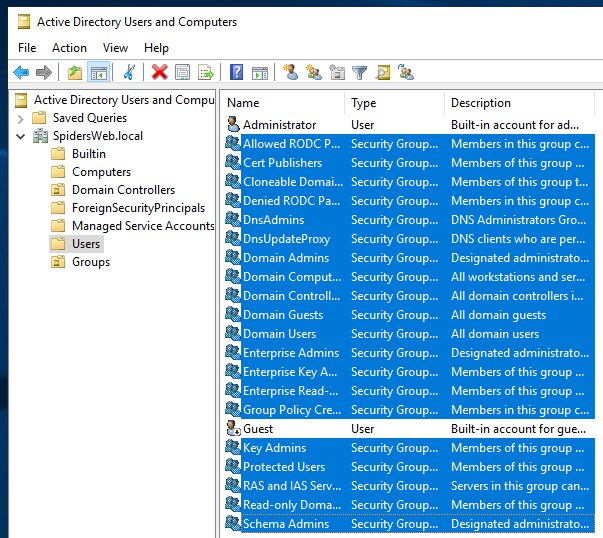 Active Directory Users and Computers
File Action View Help
Active Directory Users and Compu
Saved Queries
SpidersWeb.local
Builtin
Computers
Domain Controllers
ForeignSecurityPrincipals
Managed Service Accounts
Users
Groups
Name Type Description
Administrator User Built-in account for ad...
Allowed RODC P... Security Group... Members in this group c...
Cert Publishers Security Group... Members of this group ...
Cloneable Domai... Security Group... Members of this group t...
Denied RODC Pa... Security Group... Members in this group c...
DnsAdmins Security Group... DNS Administrators Gro...
DnsUpdateProxy Security Group... DNS clients who are per...
Domain Admins Security Group... Designated administrato...
Domain Comput... Security Group... All workstations and ser...
Domain Controll... Security Group... All domain controllers i...
Domain Guests Security Group... All domain guests
Domain Users Security Group... All domain users
Enterprise Admins Security Group... Designated administrato...
Enterprise Key A... Security Group... Members of this group ...
Enterprise Read-... Security Group... Members of this group ...
Group Policy Cre... Security Group... Members in this group c...
Guest User Built-in account for gue...
Key Admins Security Group... Members of this group ...
Protected Users Security Group... Members of this group ...
RAS and IAS Serv... Security Group... Servers in this group can...
Read-only Doma... Security Group... Members of this group ...
Schema Admins Security Group... Designated administrato...